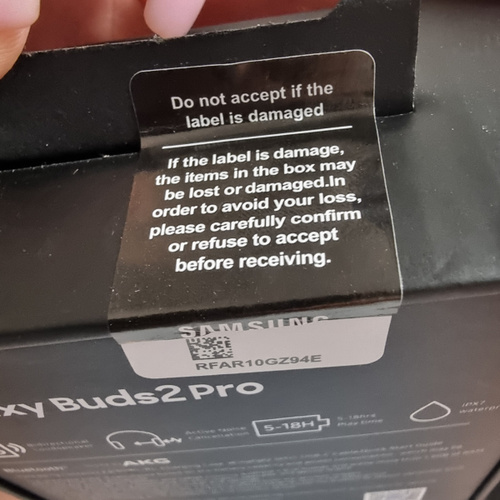 Do not accept if the
label is damaged
If the label is damage,
the items in the box may
be lost or damaged.In
order to avoid your loss,
please carefully confirm
or refuse to accept
before receiving.
SAMSUNG
RFAR10GZ94E
xy Buds2 Pro
5-18H
Play time
AKG